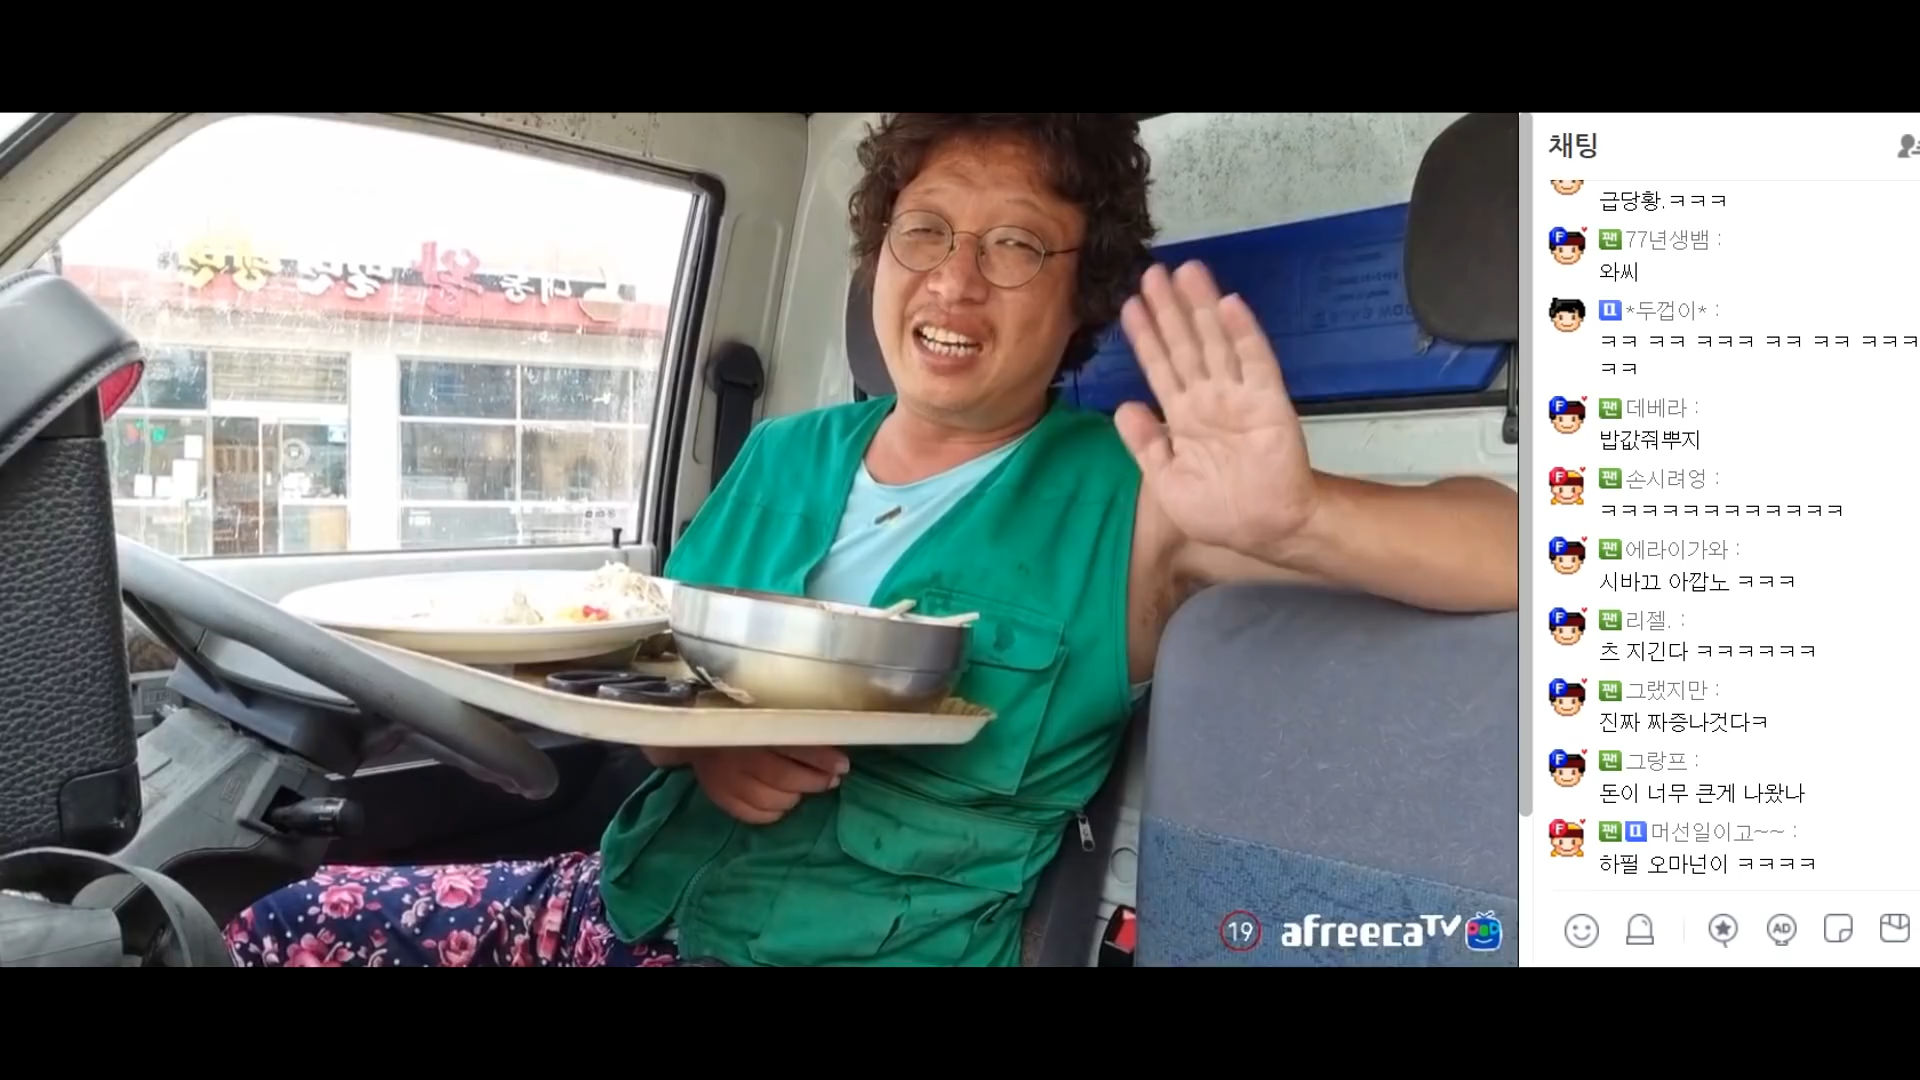 채팅
급당황.ㅋㅋㅋ
팬 77년생뱀 :
와씨
*두껍이* :
ㅋㅋ ㅋㅋ ㅋㅋㅋ ㅋㅋ ㅋㅋ ㅋㅋㅋ
ㅋㅋ
팬 데베라 :
밥값줘뿌지
팬 손시려엉 :
ㅋㅋㅋㅋㅋㅋㅋㅋㅋㅋㅋㅋ
팬 에라이가와 :
시바끄 아깝노 ㅋㅋㅋ
팬 리젤. :
츠 지긴다 ㅋㅋㅋㅋㅋㅋ
팬 그랬지만 :
진짜 짜증나것다ㅋ
팬 그랑프 :
돈이 너무 큰게 나왔나
팬 머선일이고~~ :
하필 오마넌이 ㅋㅋㅋㅋ
19 afreecaTV
AD